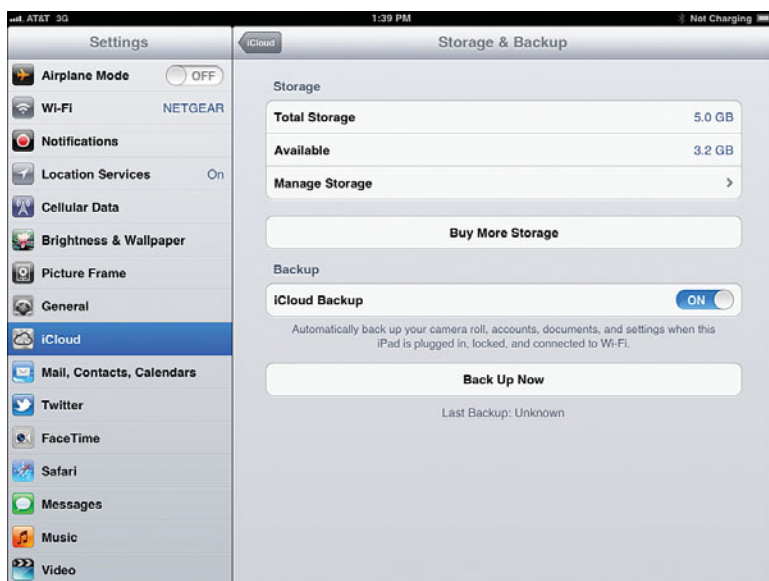 AT&T 3G
1:39 PM
Not Charging
Settings
iCloud
Storage & Backup
Airplane Mode OFF
Wi-Fi NETGEAR
Notifications
Location Services On
Cellular Data
Brightness & Wallpaper
Picture Frame
General
iCloud
Mail, Contacts, Calendars
Twitter
FaceTime
Safari
Messages
Music
Video
Storage
Total Storage 5.0 GB
Available 3.2 GB
Manage Storage
Buy More Storage
Backup
iCloud Backup ON
Automatically back up your camera roll, accounts, documents, and settings when this
iPad is plugged in, locked, and connected to Wi-Fi.
Back Up Now
Last Backup: Unknown